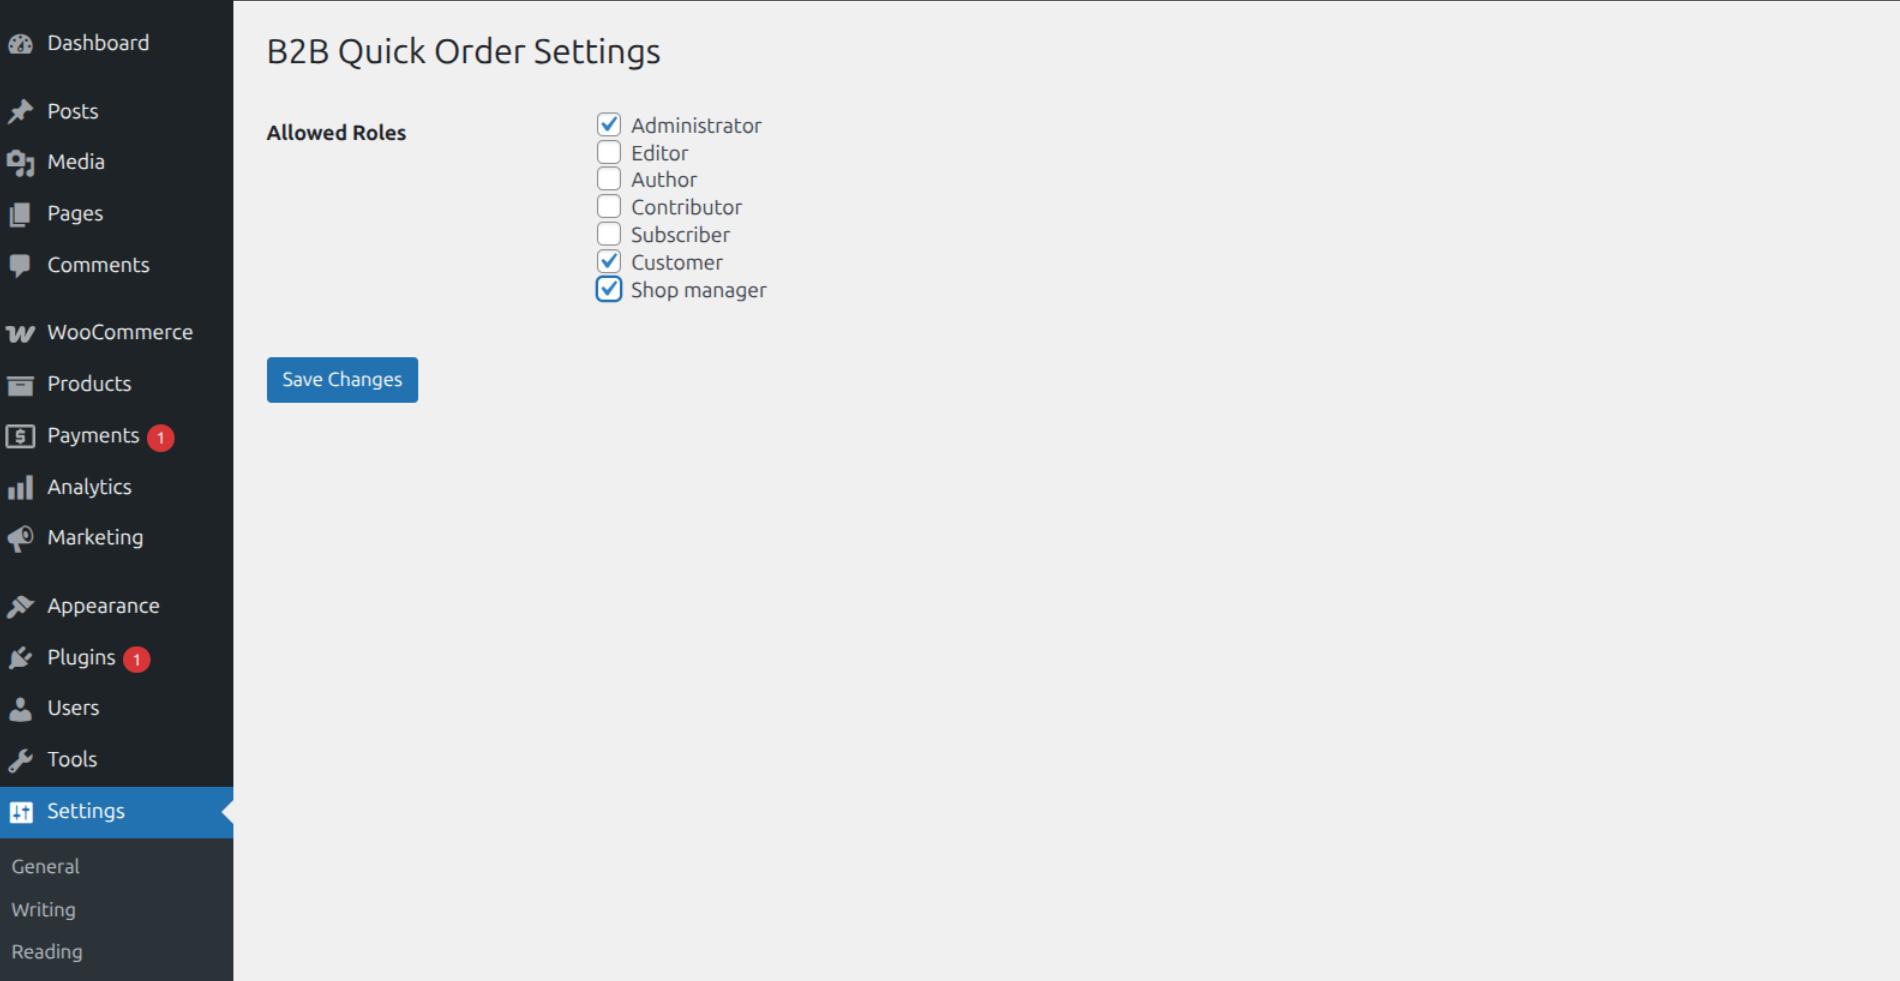 Dashboard
Posts
Media
Pages
Comments
WooCommerce
Products
Payments 1
Analytics
Marketing
Appearance
Plugins 1
Users
Tools
Settings
General
Writing
Reading
B2B Quick Order Settings
Allowed Roles
Administrator
Editor
Author
Contributor
Subscriber
Customer
Shop manager
Save Changes